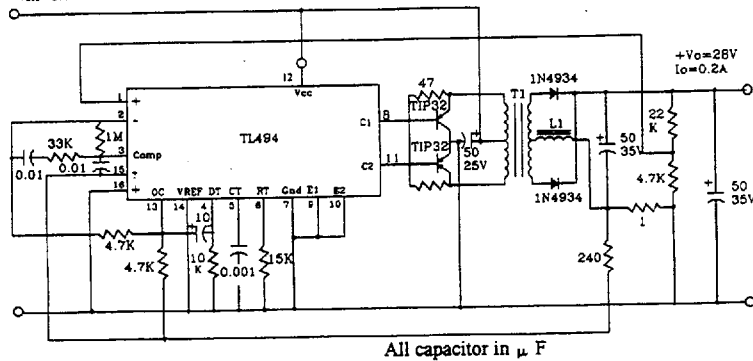 +Vo=28V
Io=0.2A
12
Vcc
1
+
2
-
3
Comp
15
-
16
+
TL494
C1
8
C2
11
OC
VREF
DT
CT
RT
Gnd
E1
E2
13
14
4
5
6
7
9
10
33K
1M
0.01
0.01
4.7K
4.7K
10
10
K
0.001
15K
47
TIP32
TIP32
50
25V
T1
1N4934
1N4934
L1
+
50
35V
22
K
4.7K
1
240
+
50
35V
All capacitor in μ F